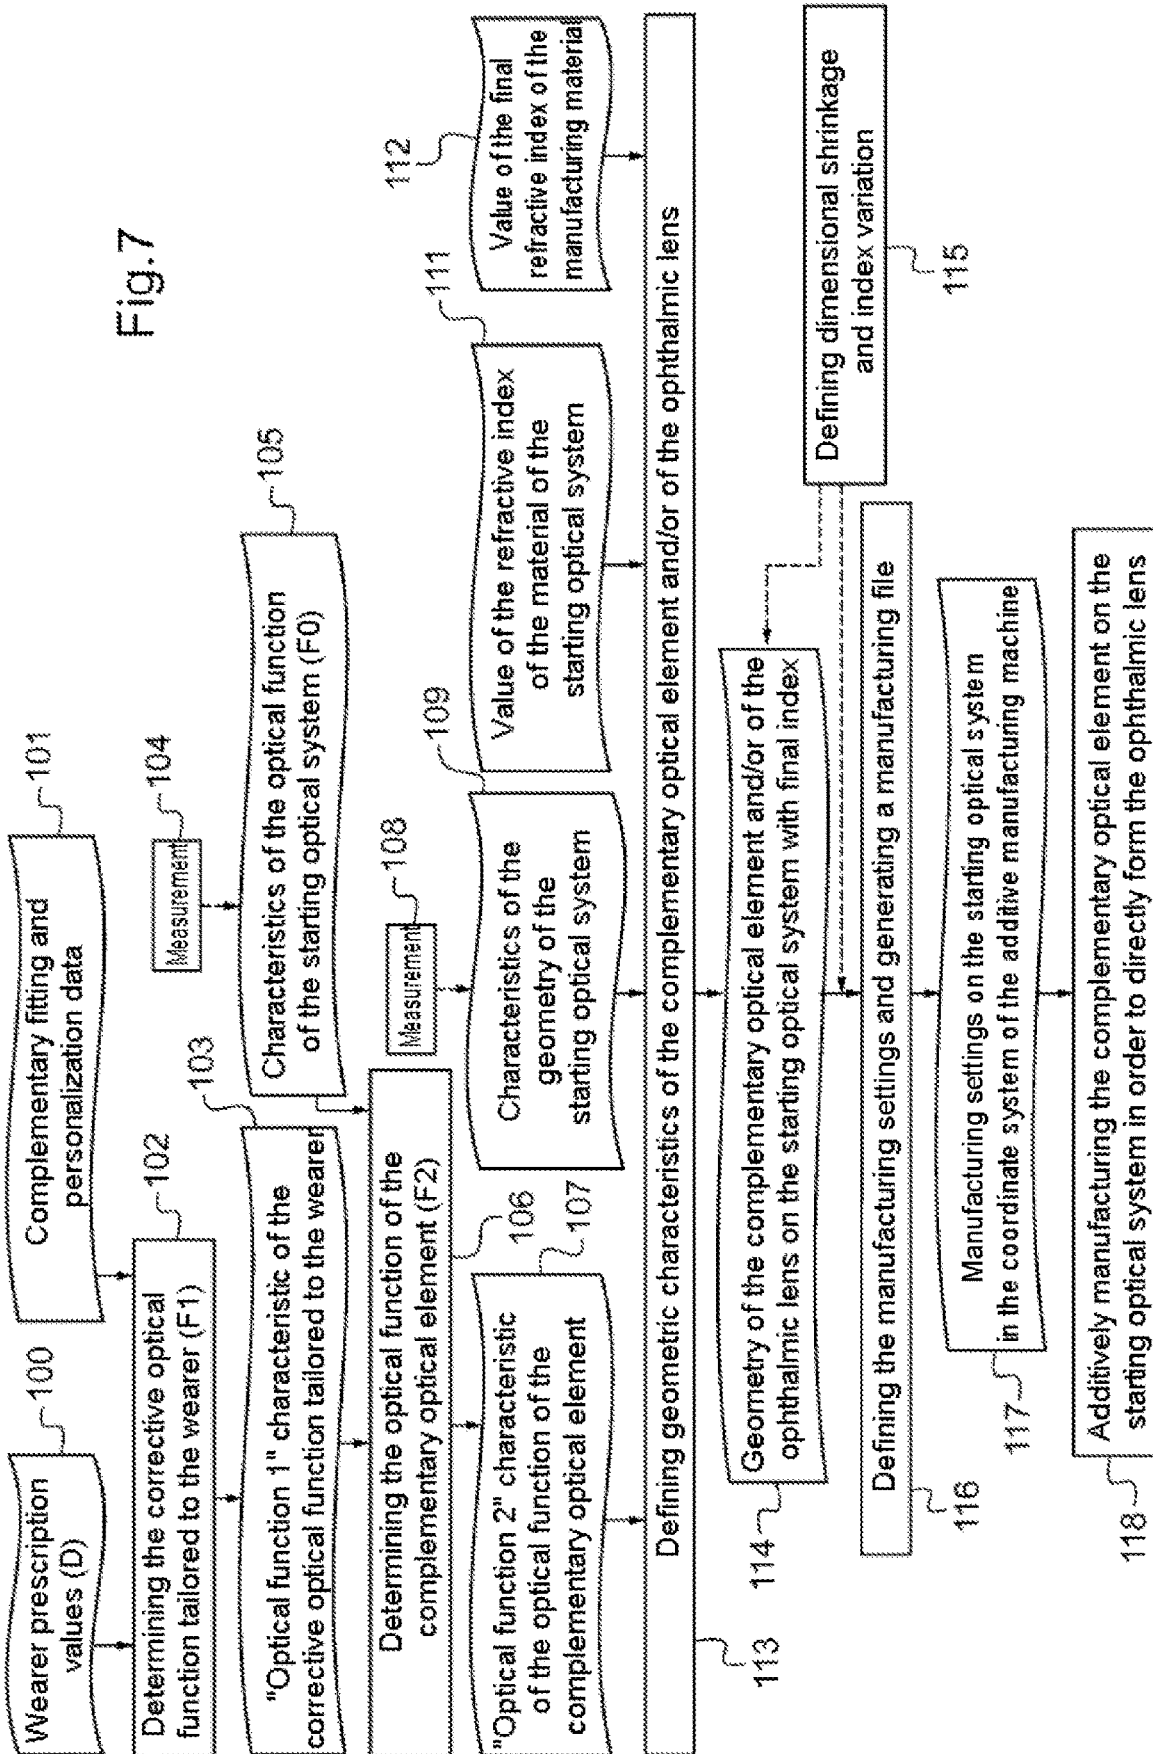 Fig.7
100
Wearer prescription
values (D)
101
Complementary fitting and
personalization data
102
Determining the corrective optical
function tailored to the wearer (F1)
103
"Optical function 1" characteristic of the
corrective optical function tailored to the wearer
104
Measurement
105
Characteristics of the optical function
of the starting optical system (F0)
Determining the optical function of the
complementary optical element (F2)
106
"Optical function 2" characteristic
of the optical function of the
complementary optical element
107
108
Measurement
109
Characteristics of the
geometry of the
starting optical system
111
Value of the refractive index
of the material of the
starting optical system
112
Value of the final
refractive index of the
manufacturing material
Defining geometric characteristics of the complementary optical element and/or of the ophthalmic lens
113
Geometry of the complementary optical element and/or of the
ophthalmic lens on the starting optical system with final index
114
Defining dimensional shrinkage
and index variation
115
Defining the manufacturing settings and generating a manufacturing file
116
Manufacturing settings on the starting optical system
in the coordinate system of the additive manufacturing machine
117
Additively manufacturing the complementary optical element on the
starting optical system in order to directly form the ophthalmic lens
118